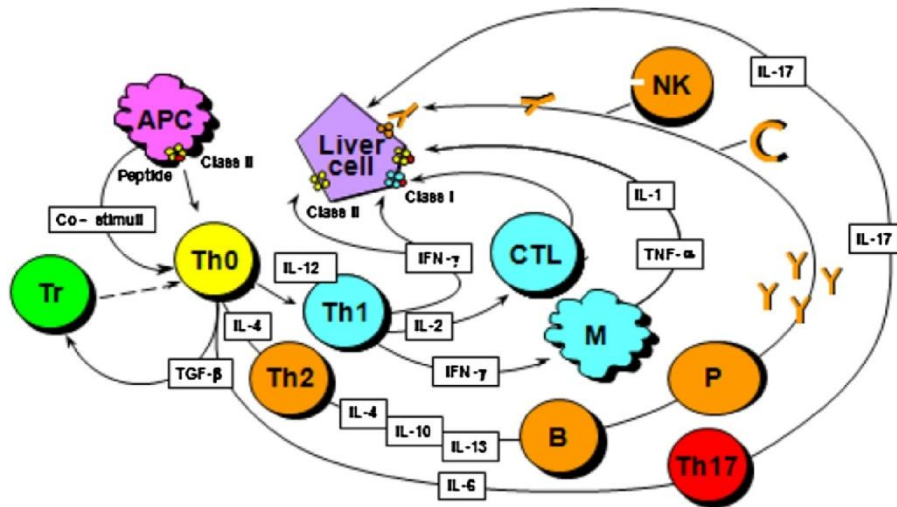 NK
IL-17
APC
Class II
Peptide
Liver
cell
Class I
Class II
Co - stimuli
IL-1
IL-17
Th0
IL-12
IFN-γ
CTL
TNF-α
Tr
Th1
IL-4
IL-2
M
TGF-β
Th2
IFN-γ
P
IL-4
IL-10
IL-13
B
Th17
IL-6